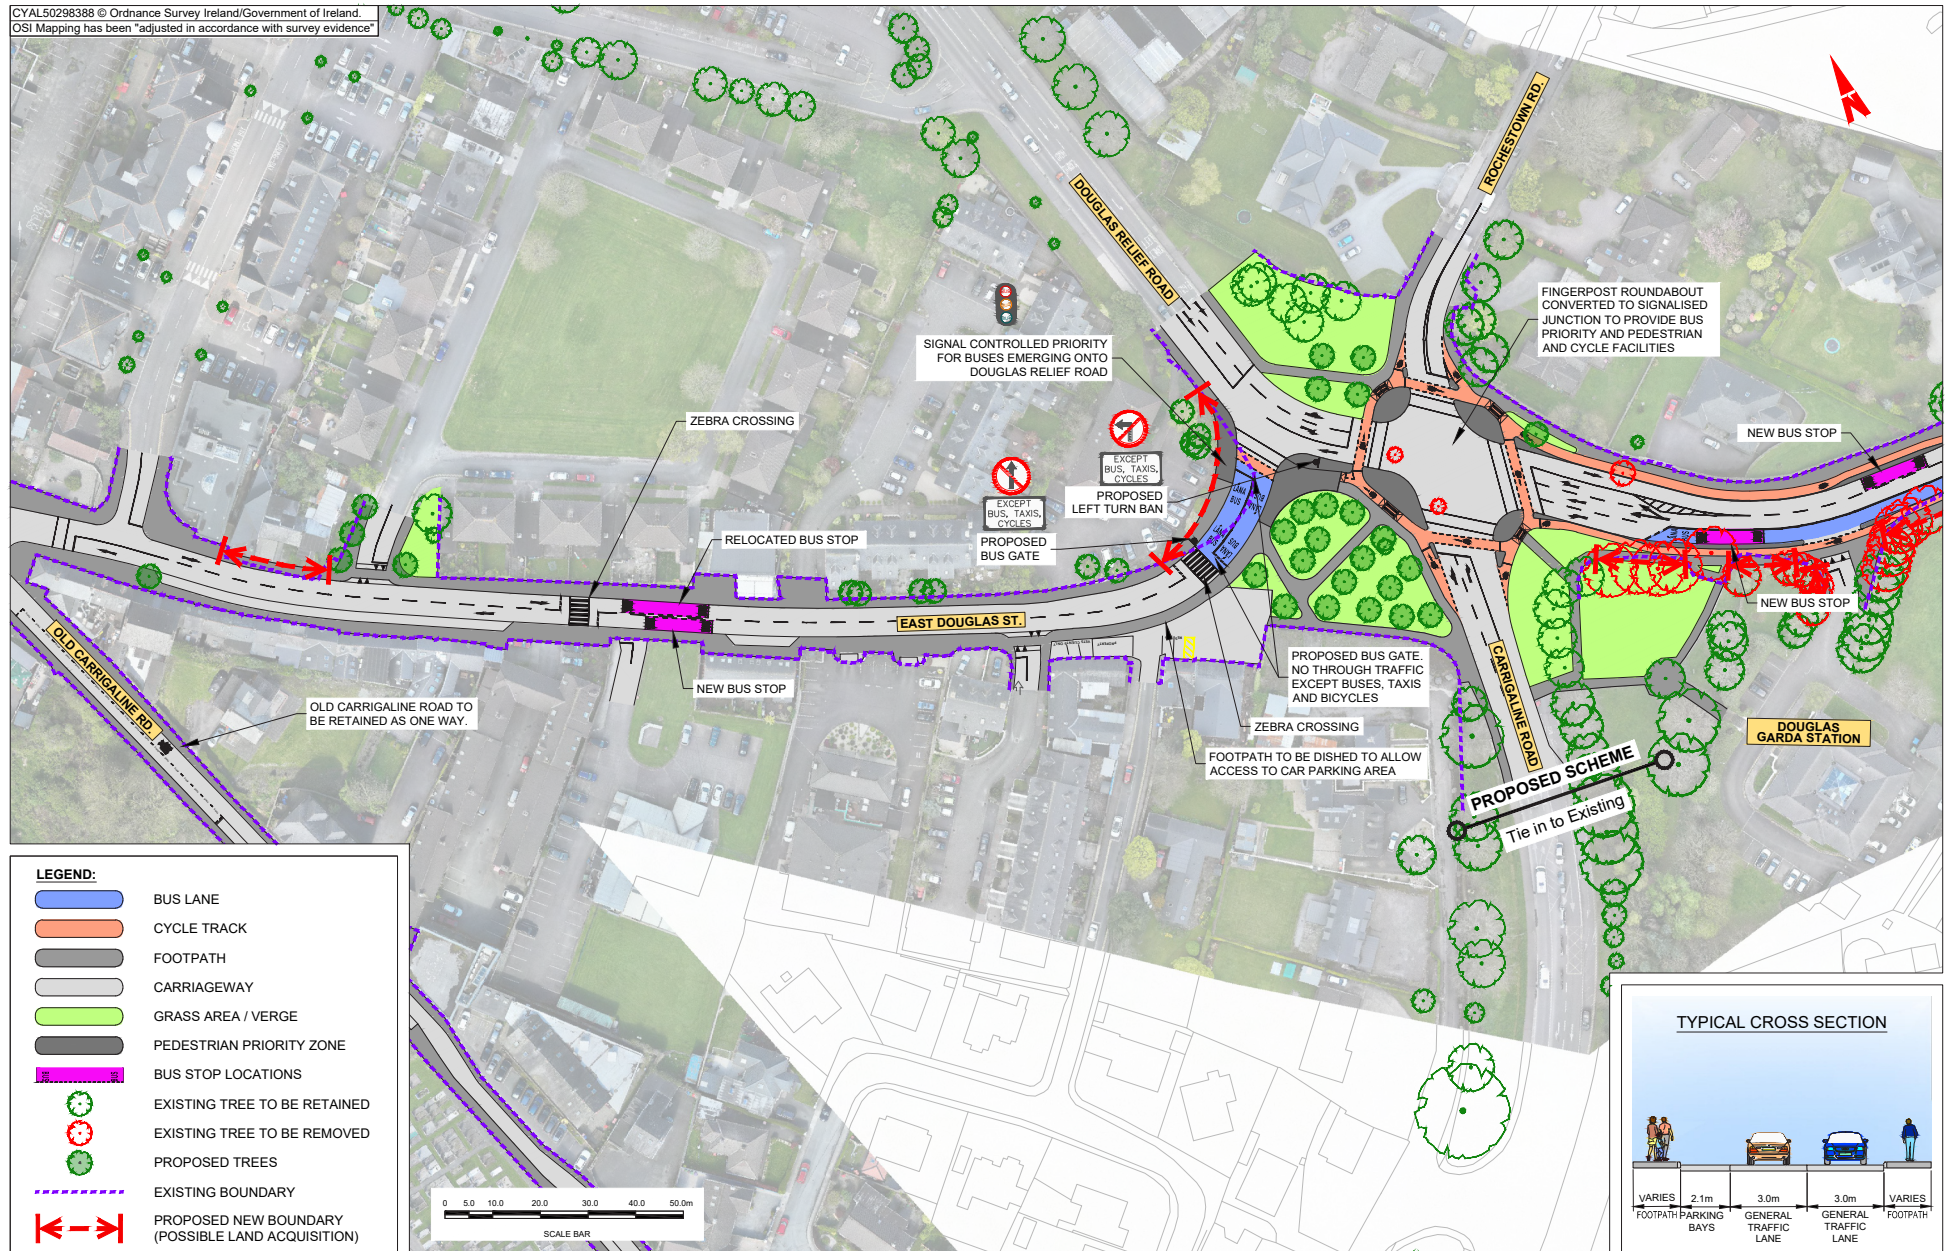 CYAL50298388 © Ordnance Survey Ireland/Government of Ireland.
OSI Mapping has been "adjusted in accordance with survey evidence"
N
ROCHESTOWN RD.
DOUGLAS RELIEF ROAD
FINGERPOST ROUNDABOUT
CONVERTED TO SIGNALISED
JUNCTION TO PROVIDE BUS
PRIORITY AND PEDESTRIAN
AND CYCLE FACILITIES
SIGNAL CONTROLLED PRIORITY
FOR BUSES EMERGING ONTO
DOUGLAS RELIEF ROAD
ZEBRA CROSSING
NEW BUS STOP
EXCEPT
BUS, TAXIS,
CYCLES
EXCEPT
BUS, TAXIS,
CYCLES
PROPOSED
LEFT TURN BAN
PROPOSED
BUS GATE
LANA
BUS
RELOCATED BUS STOP
NEW BUS STOP
EAST DOUGLAS ST.
OLD CARRIGALINE RD.
NEW BUS STOP
PROPOSED BUS GATE.
NO THROUGH TRAFFIC
EXCEPT BUSES, TAXIS
AND BICYCLES
CARRIGALINE ROAD
OLD CARRIGALINE ROAD TO
BE RETAINED AS ONE WAY.
ZEBRA CROSSING
DOUGLAS
GARDA STATION
FOOTPATH TO BE DISHED TO ALLOW
ACCESS TO CAR PARKING AREA
PROPOSED SCHEME
Tie in to Existing
LEGEND:
BUS LANE
CYCLE TRACK
FOOTPATH
CARRIAGEWAY
GRASS AREA / VERGE
PEDESTRIAN PRIORITY ZONE
BUS STOP LOCATIONS
EXISTING TREE TO BE RETAINED
EXISTING TREE TO BE REMOVED
PROPOSED TREES
EXISTING BOUNDARY
PROPOSED NEW BOUNDARY
(POSSIBLE LAND ACQUISITION)
0 5.0 10.0 20.0 30.0 40.0 50.0m
SCALE BAR
TYPICAL CROSS SECTION
VARIES 2.1m 3.0m 3.0m VARIES
FOOTPATH PARKING BAYS GENERAL TRAFFIC LANE GENERAL TRAFFIC LANE FOOTPATH